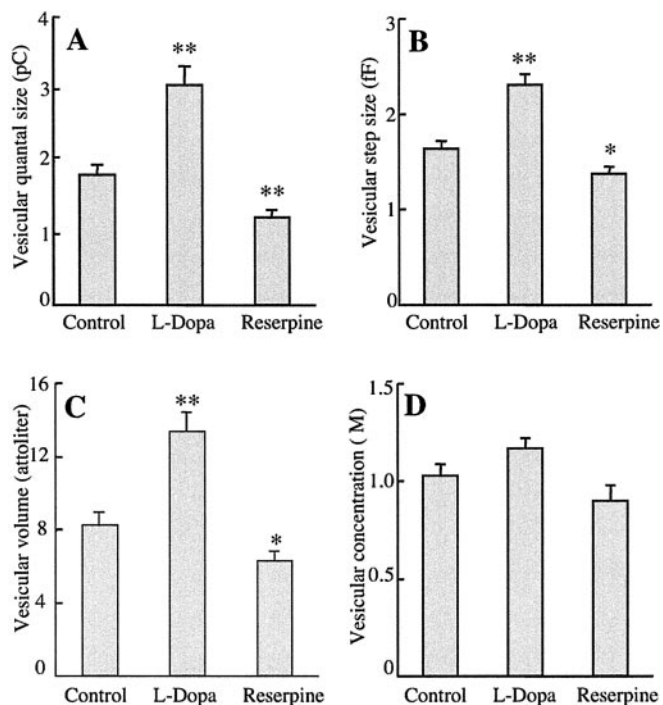 A
Vesicular quantal size (pC)
4
3
2
1
0
**
**
Control L-Dopa Reserpine
B
Vesicular step size (fF)
3
2
1
0
**
*
Control L-Dopa Reserpine
C
Vesicular volume (attoliter)
16
12
8
4
0
**
*
Control L-Dopa Reserpine
D
Vesicular concentration ( M)
1.5
1.0
0.5
0
Control L-Dopa Reserpine